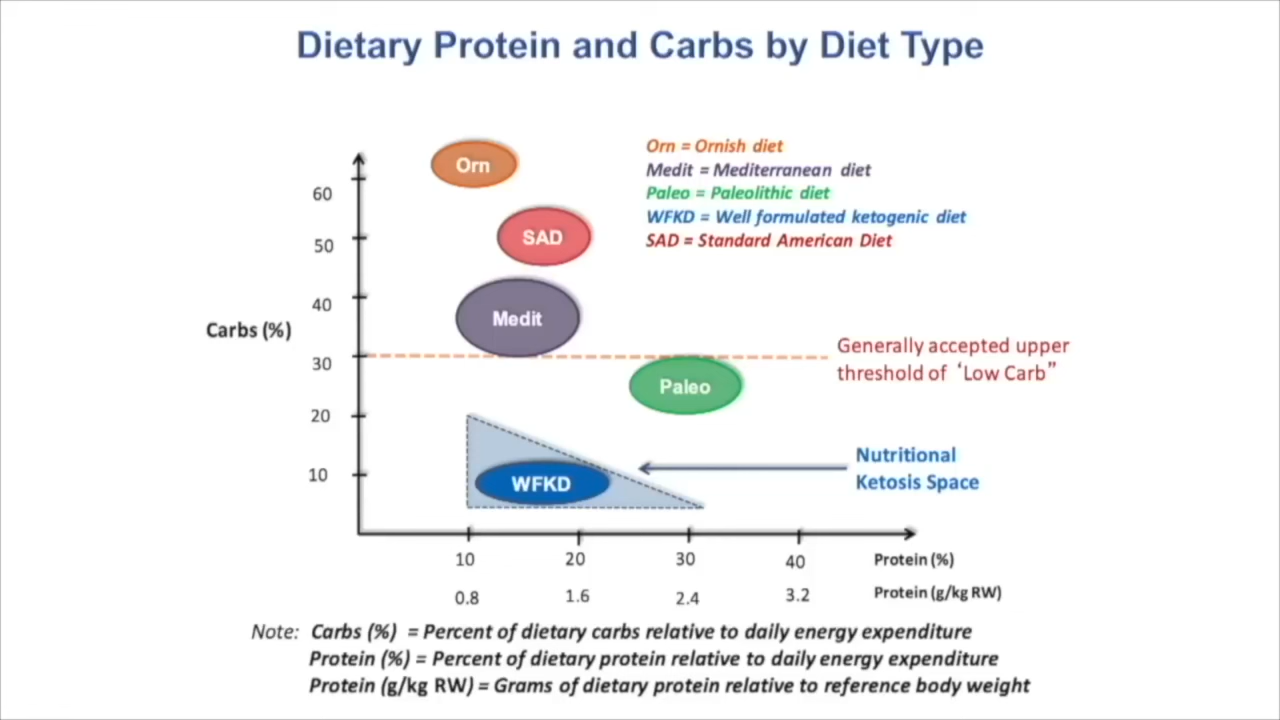 Dietary Protein and Carbs by Diet Type
Orn
SAD
Medit
Paleo
WFKD
Orn = Ornish diet
Medit = Mediterranean diet
Paleo = Paleolithic diet
WFKD = Well formulated ketogenic diet
SAD = Standard American Diet
60
50
40
30
20
10
Carbs (%)
Generally accepted upper
threshold of ‘Low Carb”
Nutritional
Ketosis Space
10 20 30 40 Protein (%)
0.8 1.6 2.4 3.2 Protein (g/kg RW)
Note: Carbs (%) = Percent of dietary carbs relative to daily energy expenditure
Protein (%) = Percent of dietary protein relative to daily energy expenditure
Protein (g/kg RW) = Grams of dietary protein relative to reference body weight